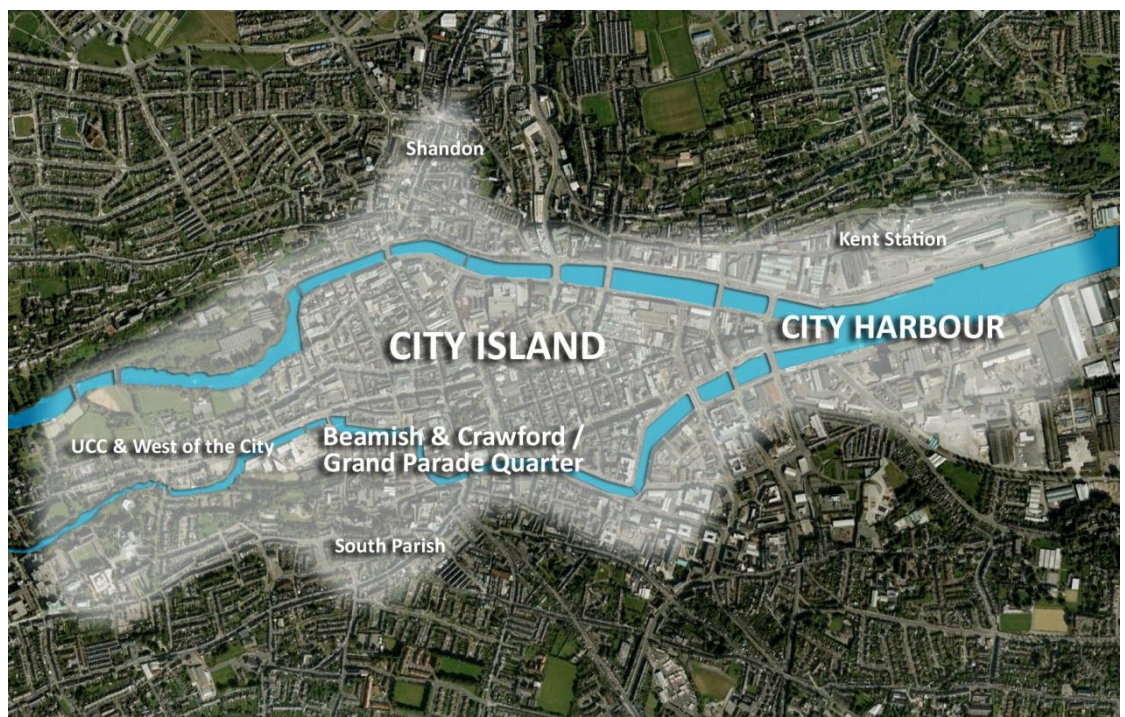 Shandon
Kent Station
CITY HARBOUR
CITY ISLAND
UCC & West of the City
Beamish & Crawford /
Grand Parade Quarter
South Parish